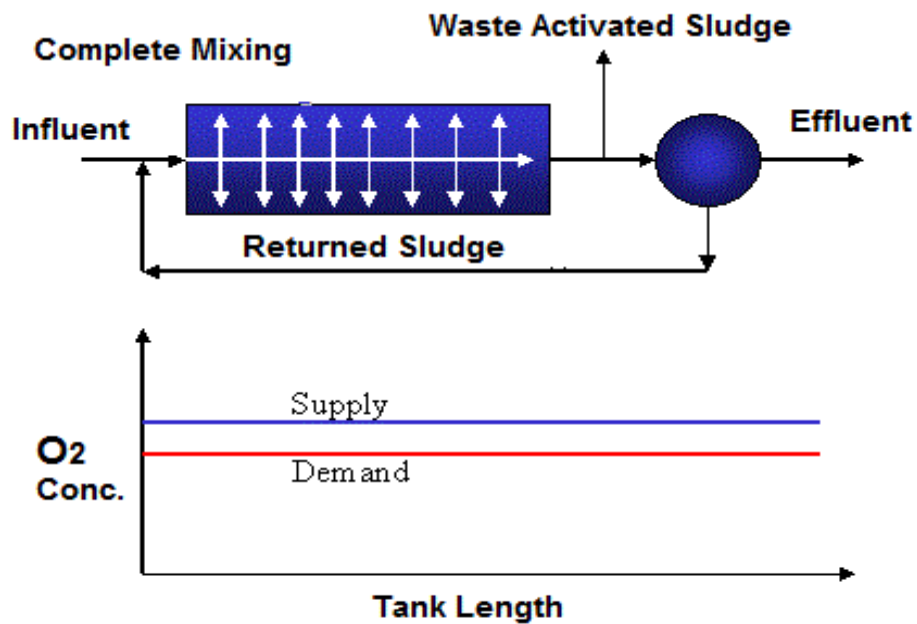 Waste Activated Sludge
Complete Mixing
Influent
Effluent
Returned Sludge
Supply
O2
Conc.
Demand
Tank Length